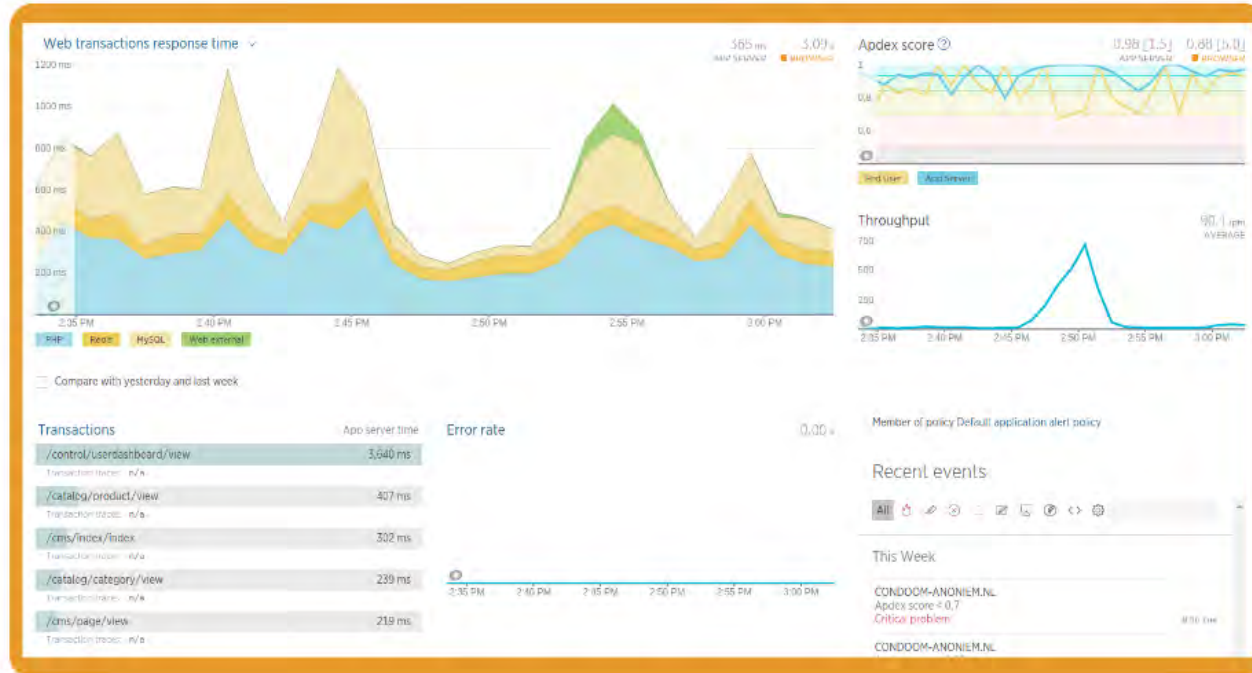 Web transactions response time
365 ms
APP SERVER
3.09 s
BROWSER
1200 ms
1000 ms
800 ms
600 ms
400 ms
200 ms
2:35 PM 2:40 PM 2:45 PM 2:50 PM 2:55 PM 3:00 PM
PHP MySQL Web external
Compare with yesterday and last week
Apdex score ?
0.98 [1.5] 0.88 [5.0]
APP SERVER BROWSER
1
0,8
0,6
End User App Server
Throughput
90.1 rpm
AVERAGE
750
500
250
2:35 PM 2:40 PM 2:45 PM 2:50 PM 2:55 PM 3:00 PM
Transactions App server time
/control/userdashboard/view 3,640 ms
Transaction traces: n/a
/catalog/product/view 407 ms
Transaction traces: n/a
/cms/index/index 302 ms
Transaction traces: n/a
/catalog/category/view 239 ms
Transaction traces: n/a
/cms/page/view 219 ms
Transaction traces: n/a
Error rate
0.00
2:35 PM 2:40 PM 2:45 PM 2:50 PM 2:55 PM 3:00 PM
Member of policy Default application alert policy
Recent events
All
This Week
CONDOOM-ANONIEM.NL
Apdex score < 0.7
Critical problem
CONDOOM-ANONIEM.NL